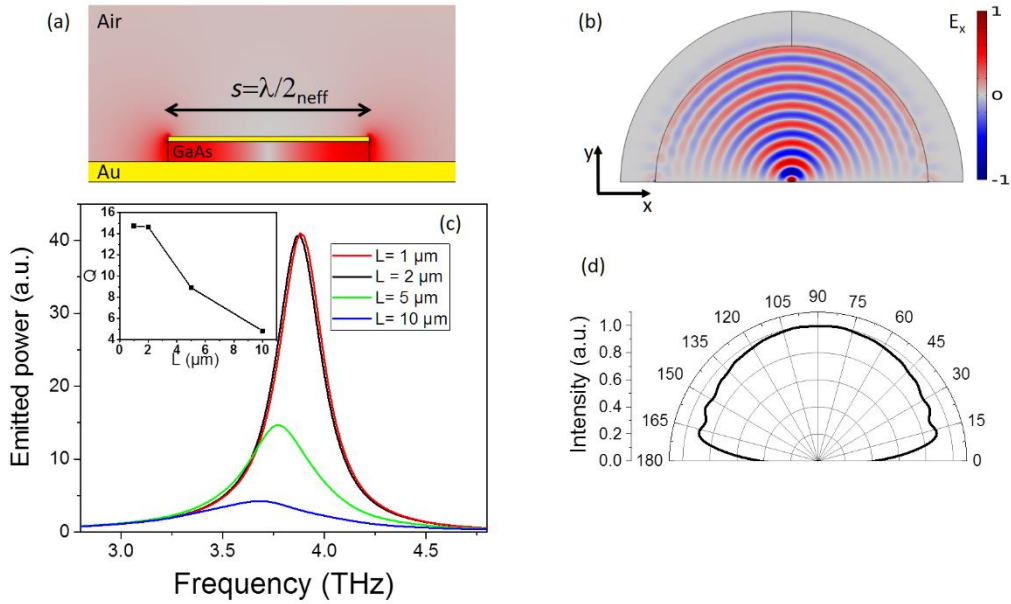 (a)
Air
s=λ/2neff
GaAs
Au
(b)
Ex
1
0
-1
y
x
(c)
Emitted power (a.u.)
40
30
20
10
0
3.0 3.5 4.0 4.5
Frequency (THz)
Q
16
14
12
10
8
6
4
0 2 4 6 8 10
L (μm)
L= 1 μm
L= 2 μm
L= 5 μm
L= 10 μm
(d)
Intensity (a.u.)
1.0
0.8
0.6
0.4
0.2
0.0
180
165
150
135
120
105
90
75
60
45
30
15
0